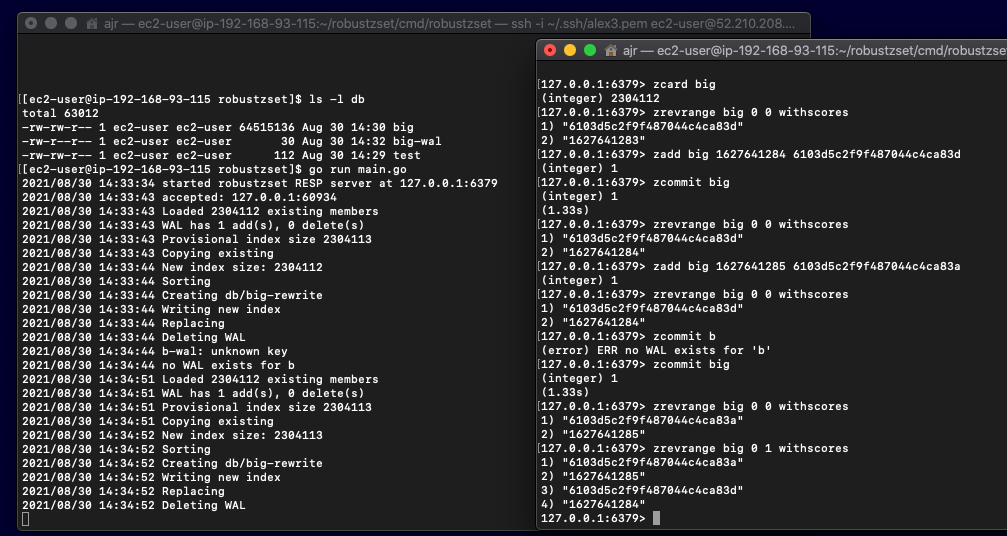 ajr — ec2-user@ip-192-168-93-115:~/robustzset/cmd/robustzset — ssh -i ~/.ssh/alex3.pem ec2-user@52.210.208....
[[ec2-user@ip-192-168-93-115 robustzset]$ ls -l db
total 63012
-rw-rw-r-- 1 ec2-user ec2-user 64515136 Aug 30 14:30 big
-rw-r--r-- 1 ec2-user ec2-user       30 Aug 30 14:32 big-wal
-rw-rw-r-- 1 ec2-user ec2-user      112 Aug 30 14:29 test
[[ec2-user@ip-192-168-93-115 robustzset]$ go run main.go
2021/08/30 14:33:34 started robustzset RESP server at 127.0.0.1:6379
2021/08/30 14:33:43 accepted: 127.0.0.1:60934
2021/08/30 14:33:43 Loaded 2304112 existing members
2021/08/30 14:33:43 WAL has 1 add(s), 0 delete(s)
2021/08/30 14:33:43 Provisional index size 2304113
2021/08/30 14:33:43 Copying existing
2021/08/30 14:33:44 New index size: 2304112
2021/08/30 14:33:44 Sorting
2021/08/30 14:33:44 Creating db/big-rewrite
2021/08/30 14:33:44 Writing new index
2021/08/30 14:33:44 Replacing
2021/08/30 14:33:44 Deleting WAL
2021/08/30 14:34:44 b-wal: unknown key
2021/08/30 14:34:44 no WAL exists for b
2021/08/30 14:34:51 Loaded 2304112 existing members
2021/08/30 14:34:51 WAL has 1 add(s), 0 delete(s)
2021/08/30 14:34:51 Provisional index size 2304113
2021/08/30 14:34:51 Copying existing
2021/08/30 14:34:52 New index size: 2304113
2021/08/30 14:34:52 Sorting
2021/08/30 14:34:52 Creating db/big-rewrite
2021/08/30 14:34:52 Writing new index
2021/08/30 14:34:52 Replacing
2021/08/30 14:34:52 Deleting WAL
ajr — ec2-user@ip-192-168-93-115:~/robustzset/cmd/robustzse
[127.0.0.1:6379> zcard big
(integer) 2304112
[127.0.0.1:6379> zrevrange big 0 0 withscores
1) "6103d5c2f9f487044c4ca83d"
2) "1627641283"
[127.0.0.1:6379> zadd big 1627641284 6103d5c2f9f487044c4ca83d
(integer) 1
[127.0.0.1:6379> zcommit big
(integer) 1
(1.33s)
[127.0.0.1:6379> zrevrange big 0 0 withscores
1) "6103d5c2f9f487044c4ca83d"
2) "1627641284"
[127.0.0.1:6379> zadd big 1627641285 6103d5c2f9f487044c4ca83a
(integer) 1
[127.0.0.1:6379> zrevrange big 0 0 withscores
1) "6103d5c2f9f487044c4ca83d"
2) "1627641284"
[127.0.0.1:6379> zcommit b
(error) ERR no WAL exists for 'b'
[127.0.0.1:6379> zcommit big
(integer) 1
(1.33s)
[127.0.0.1:6379> zrevrange big 0 0 withscores
1) "6103d5c2f9f487044c4ca83a"
2) "1627641285"
[127.0.0.1:6379> zrevrange big 0 1 withscores
1) "6103d5c2f9f487044c4ca83a"
2) "1627641285"
3) "6103d5c2f9f487044c4ca83d"
4) "1627641284"
127.0.0.1:6379>